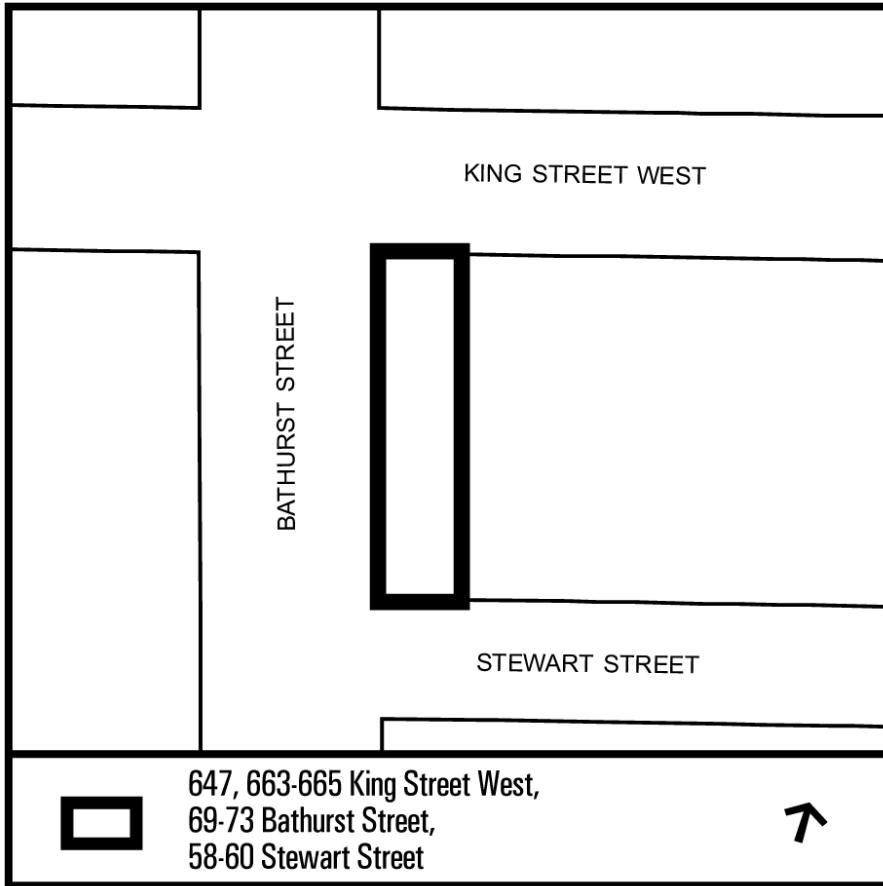 KING STREET WEST
BATHURST STREET
STEWART STREET
647, 663-665 King Street West,
69-73 Bathurst Street,
58-60 Stewart Street